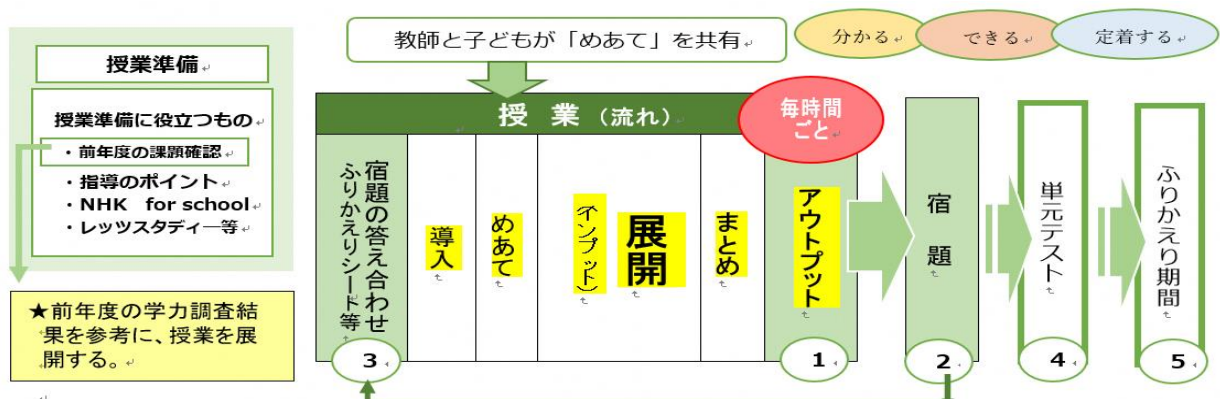 教師と子どもが「めあて」を共有
分かる
できる
定着する
授業準備
授業準備に役立つもの
・前年度の課題確認
・指導のポイント
・NHK for school
・レッツスタディ―等
★前年度の学力調査結
果を参考に、授業を展
開する。
授 業（流れ）
毎時間
ごと
宿題の答え合わせ
ふりかえりシート等
導入
めあて
（インプット）
展開
まとめ
アウトプット
宿題
単元テスト
ふりかえり期間
3
1
2
4
5